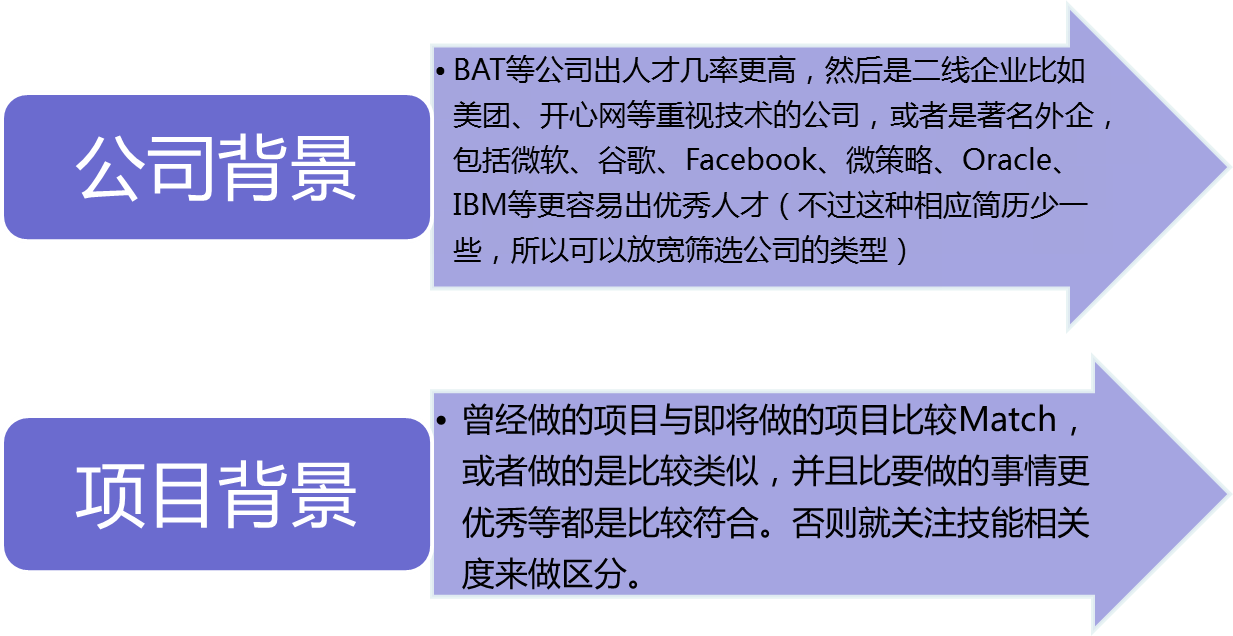 公司背景
• BAT等公司出人才几率更高，然后是二线企业比如
美团、开心网等重视技术的公司，或者是著名外企，
包括微软、谷歌、Facebook、微策略、Oracle、
IBM等更容易出优秀人才（不过这种相应简历少一
些，所以可以放宽筛选公司的类型）
项目背景
• 曾经做的项目与即将做的项目比较Match，
或者做的是比较类似，并且比要做的事情更
优秀等都是比较符合。否则就关注技能相关
度来做区分。